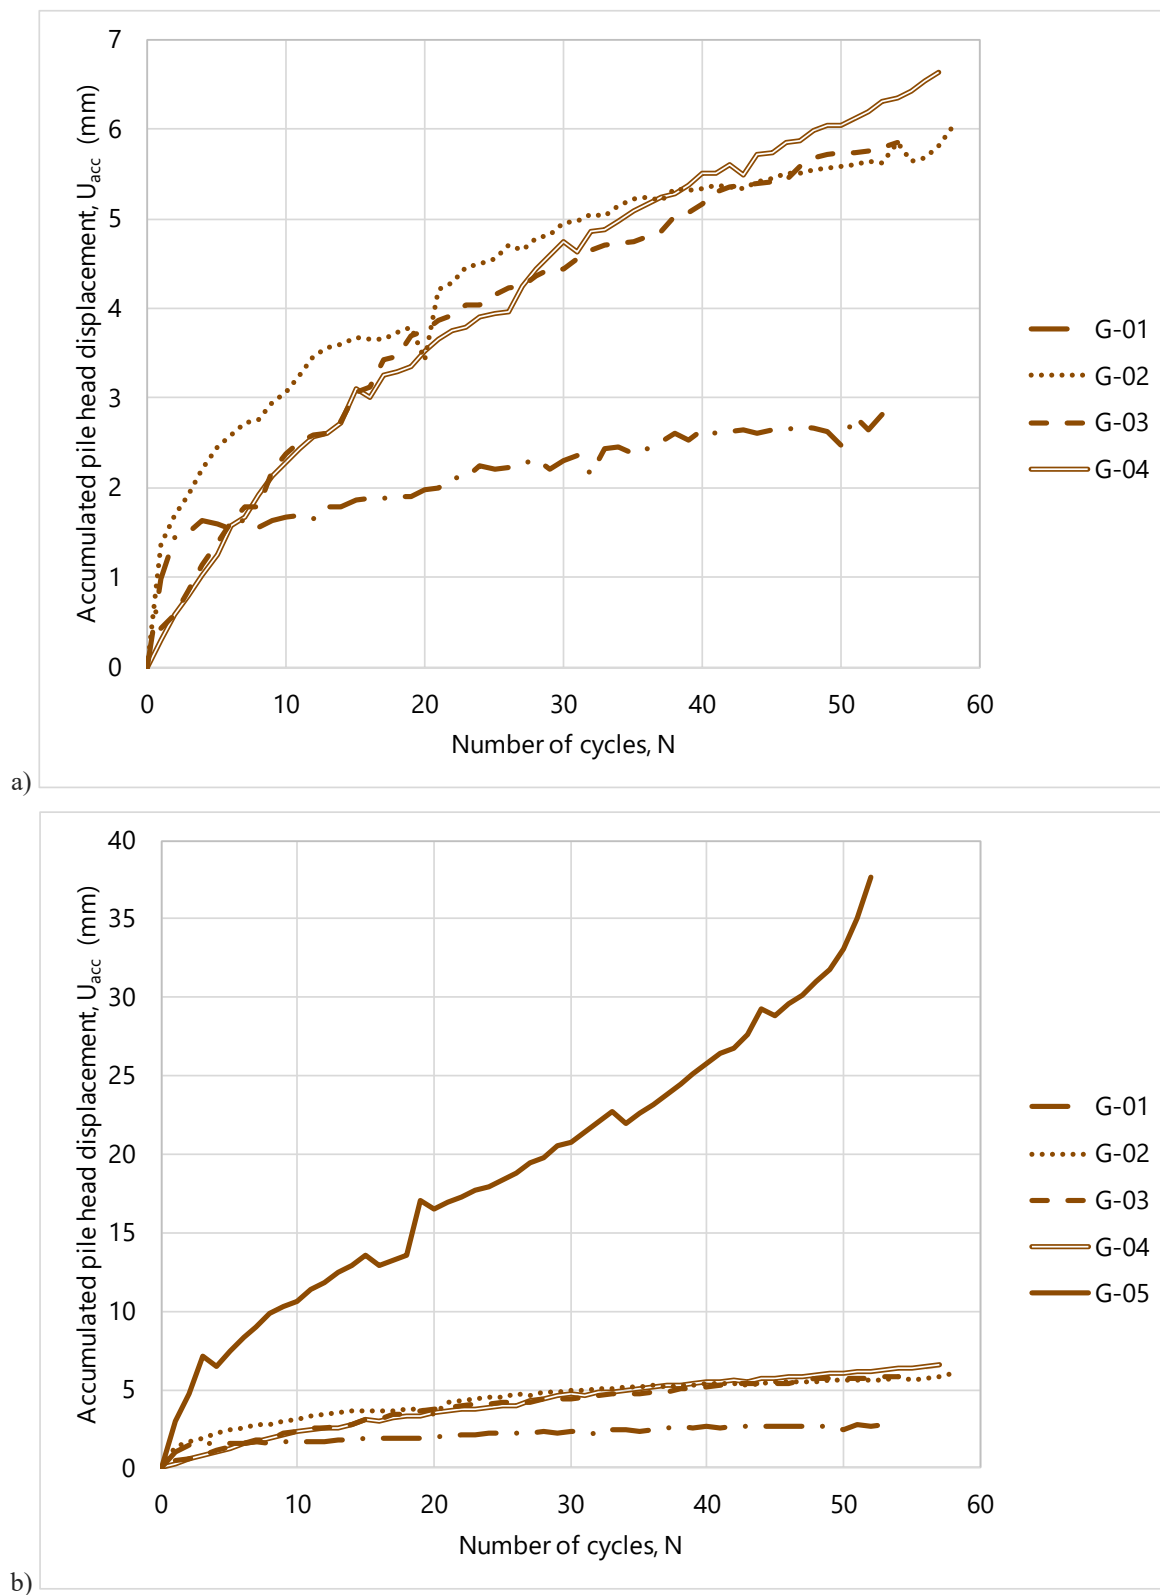 7
6
5
4
3
2
1
0
Accumulated pile head displacement, Uacc (mm)
0 10 20 30 40 50 60
Number of cycles, N
G-01
G-02
G-03
G-04
a)
40
35
30
25
20
15
10
5
0
Accumulated pile head displacement, Uacc (mm)
0 10 20 30 40 50 60
Number of cycles, N
G-01
G-02
G-03
G-04
G-05
b)